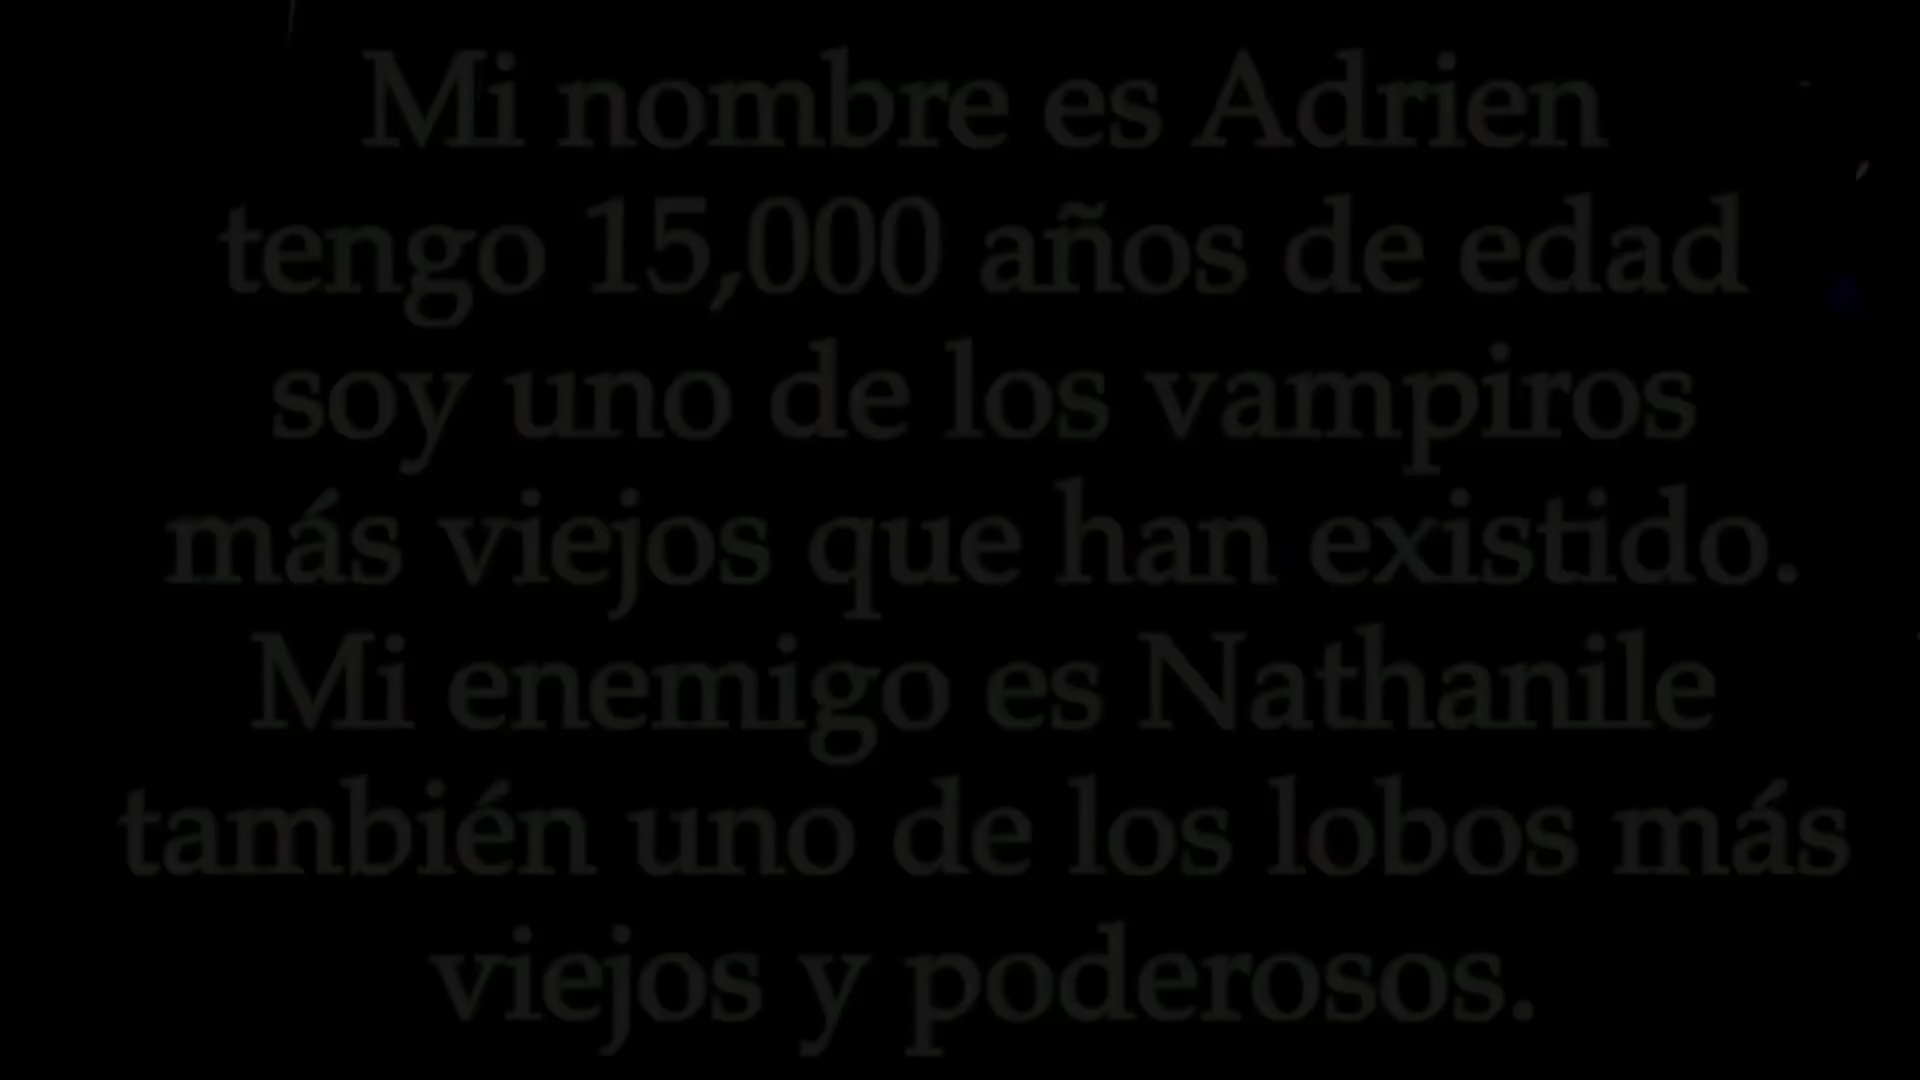 Mi nombre es Adrien
tengo 15,000 años de edad
soy uno de los vampiros
más viejos que han existido.
Mi enemigo es Nathanile
también uno de los lobos más
viejos y poderosos.